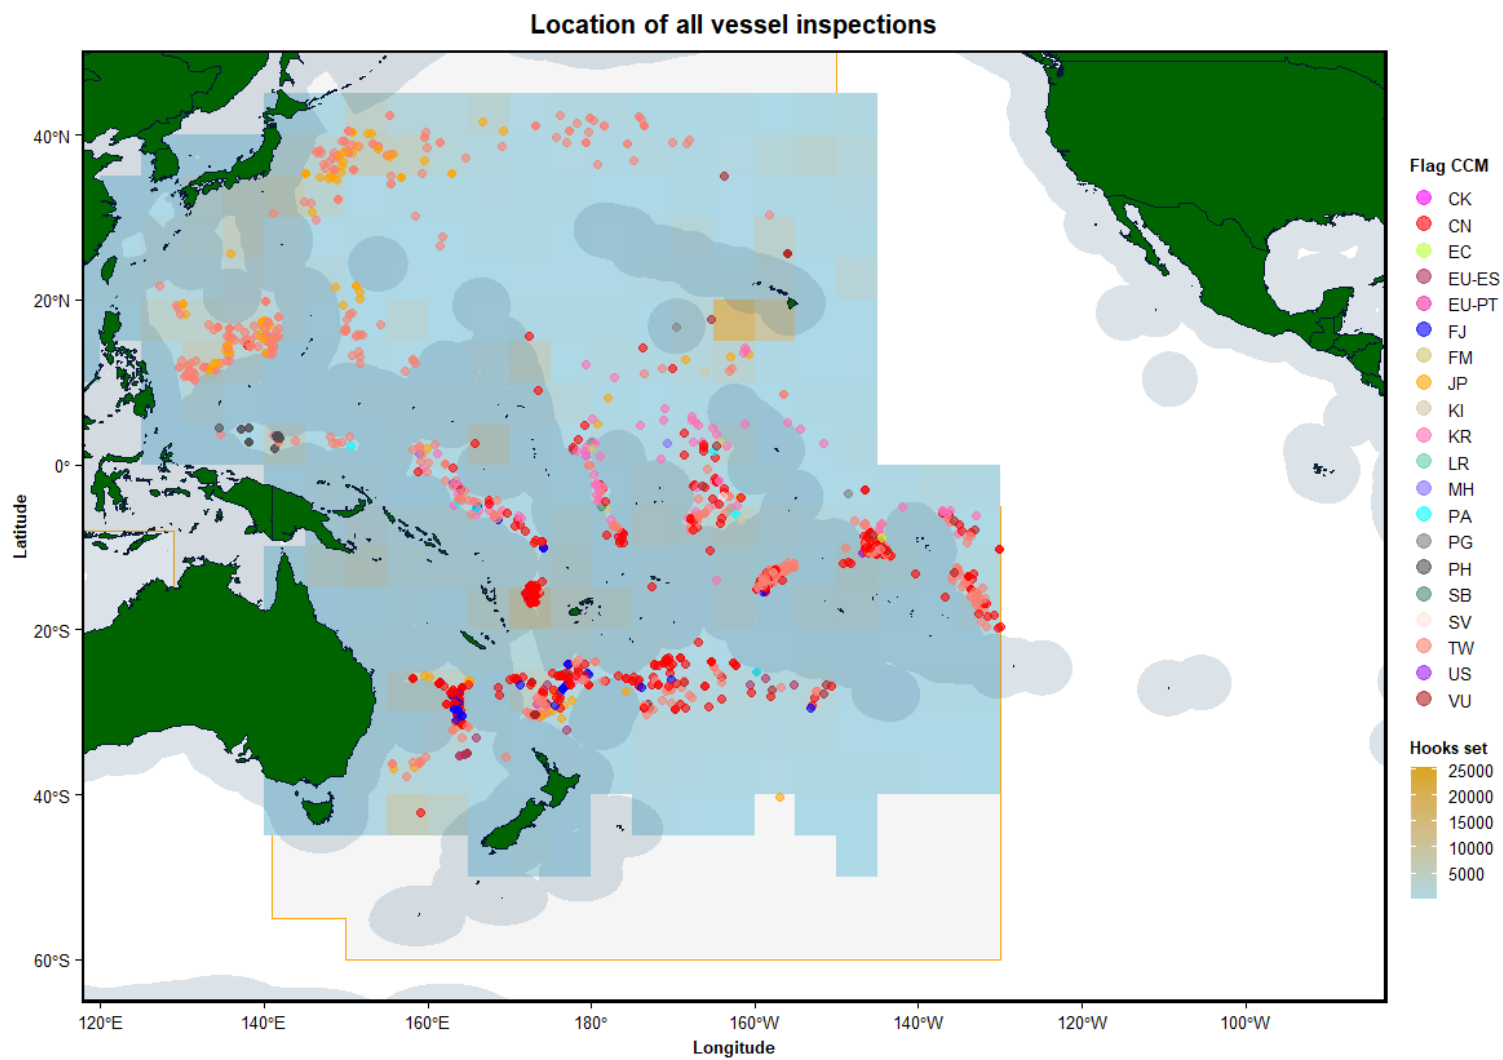 Location of all vessel inspections
40°N
20°N
0°
20°S
40°S
60°S
Latitude
120°E
140°E
160°E
180°
160°W
140°W
120°W
100°W
Longitude
Flag CCM
CK
CN
EC
EU-ES
EU-PT
FJ
FM
JP
KI
KR
LR
MH
PA
PG
PH
SB
SV
TW
US
VU
Hooks set
25000
20000
15000
10000
5000